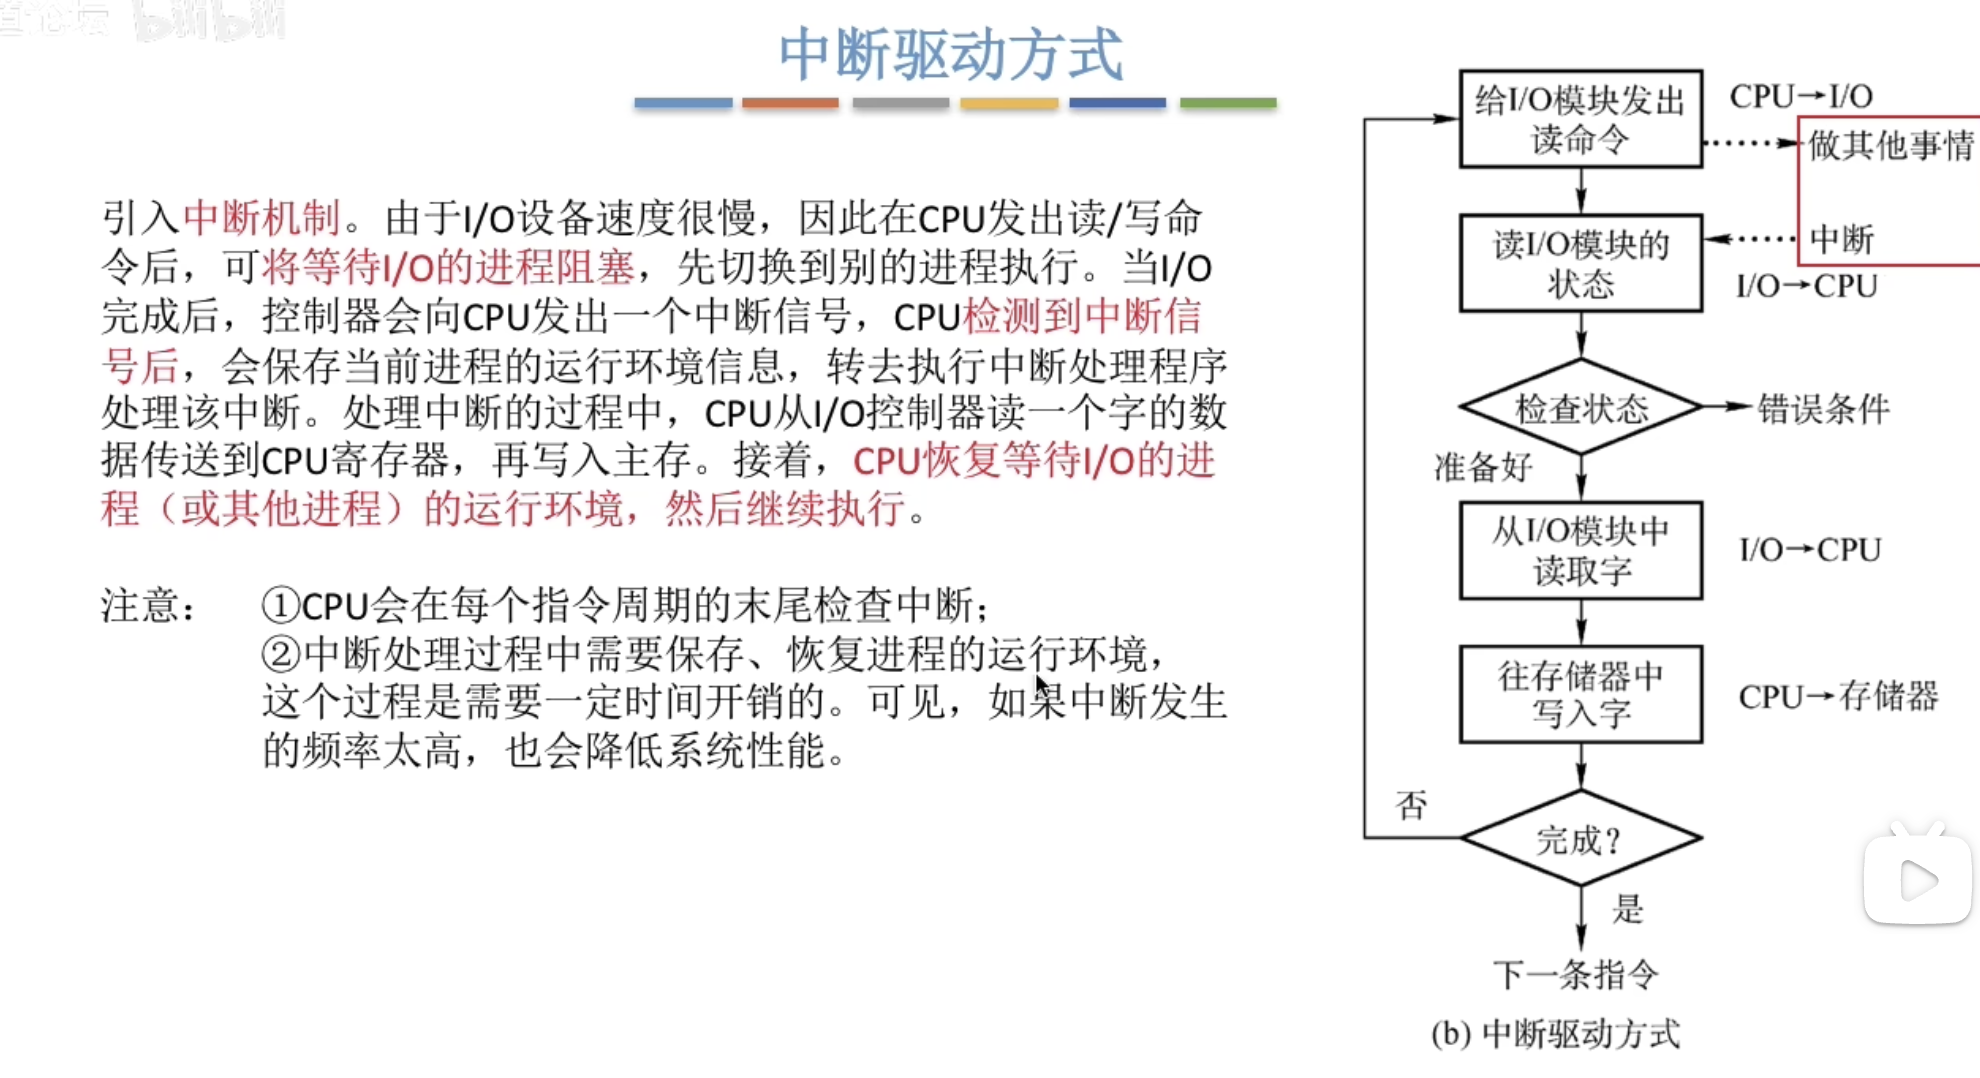 bilibili
中断驱动方式
引入中断机制。由于I/O设备速度很慢，因此在CPU发出读/写命
令后，可将等待I/O的进程阻塞，先切换到别的进程执行。当I/O
完成后，控制器会向CPU发出一个中断信号，CPU检测到中断信
号后，会保存当前进程的运行环境信息，转去执行中断处理程序
处理该中断。处理中断的过程中，CPU从I/O控制器读一个字的数
据传送到CPU寄存器，再写入主存。接着，CPU恢复等待I/O的进
程（或其他进程）的运行环境，然后继续执行。
注意： ①CPU会在每个指令周期的末尾检查中断；
②中断处理过程中需要保存、恢复进程的运行环境，
这个过程是需要一定时间开销的。可见，如果中断发生
的频率太高，也会降低系统性能。
给I/O模块发出
读命令
CPU→I/O
做其他事情
读I/O模块的
状态
中断
I/O→CPU
检查状态
错误条件
准备好
从I/O模块中
读取字
I/O→CPU
往存储器中
写入字
CPU→存储器
否
完成？
是
下一条指令
(b) 中断驱动方式